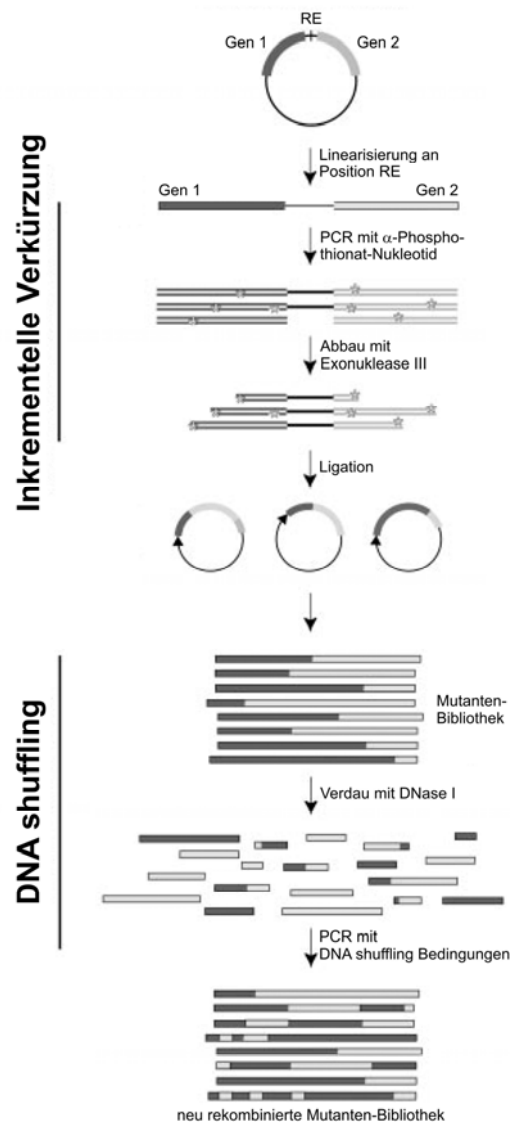 RE
Gen 1
Gen 2
Linearisierung an
Position RE
Gen 1
Gen 2
PCR mit α-Phospho-
thionat-Nukleotid
Inkrementelle Verkürzung
Abbau mit
Exonuklease III
Ligation
Mutanten-
Bibliothek
DNA shuffling
Verdau mit DNase I
PCR mit
DNA shuffling Bedingungen
neu rekombinierte Mutanten-Bibliothek